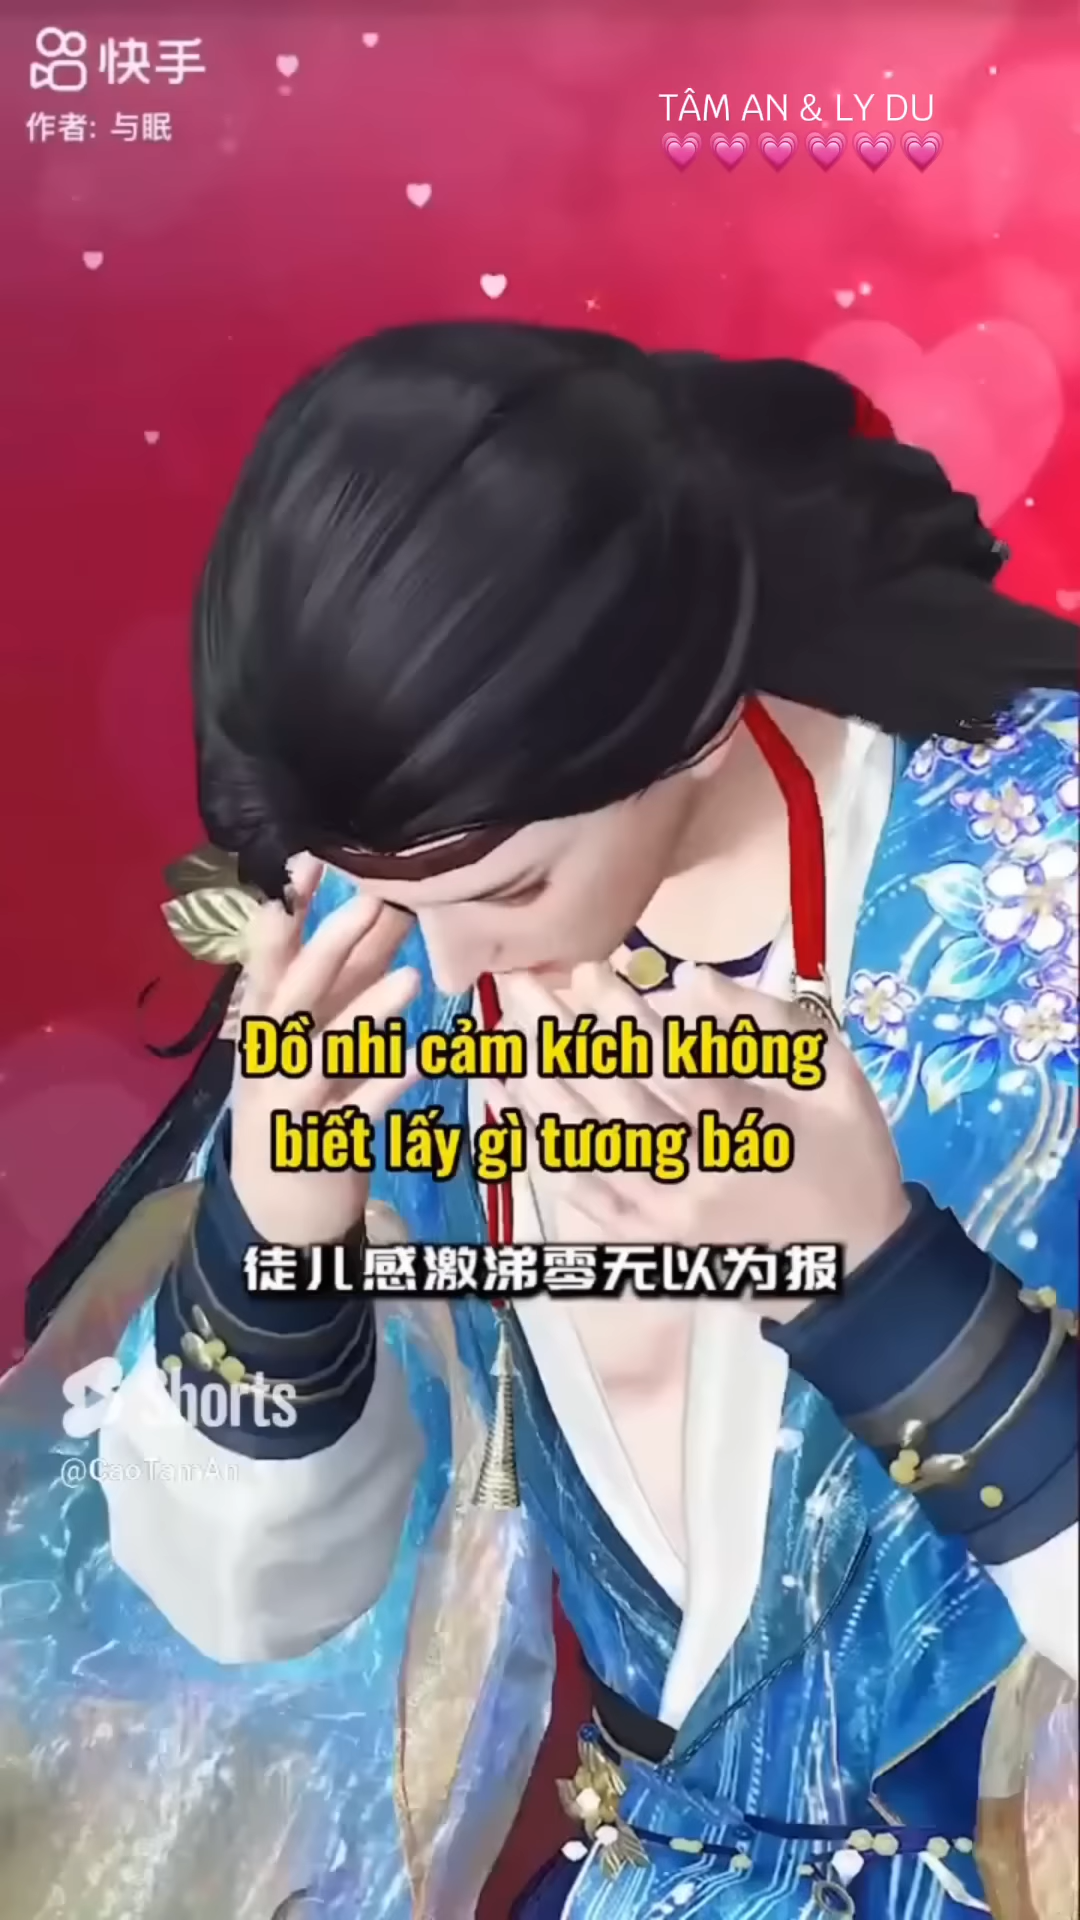 快手
作者: 与眠
TÂM AN & LY DU
Đồ nhi cảm kích không
biết lấy gì tương báo
徒儿感激涕零无以为报
Shorts
@CaoTamAn